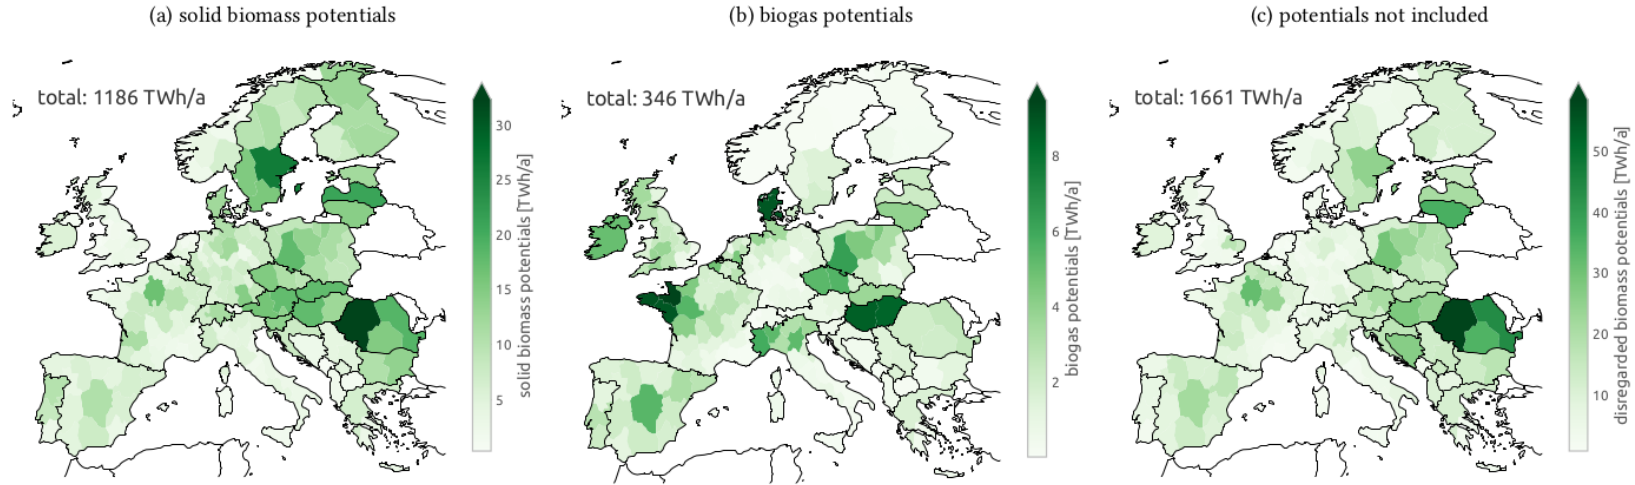 (a) solid biomass potentials
total: 1186 TWh/a
30
25
20
15
10
5
solid biomass potentials [TWh/a]
(b) biogas potentials
total: 346 TWh/a
8
6
4
2
biogas potentials [TWh/a]
(c) potentials not included
total: 1661 TWh/a
50
40
30
20
10
disregarded biomass potentials [TWh/a]